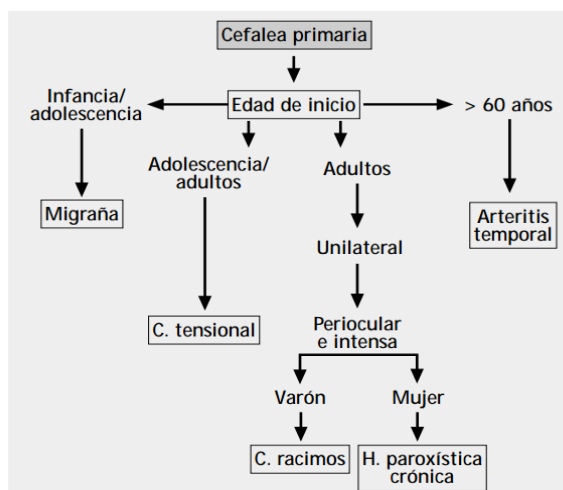 Cefalea primaria
Infancia/
adolescencia
Edad de inicio
> 60 años
Adolescencia/
adultos
Adultos
Migraña
Arteritis
temporal
Unilateral
C. tensional
Periocular
e intensa
Varón
Mujer
C. racimos
H. paroxística
crónica